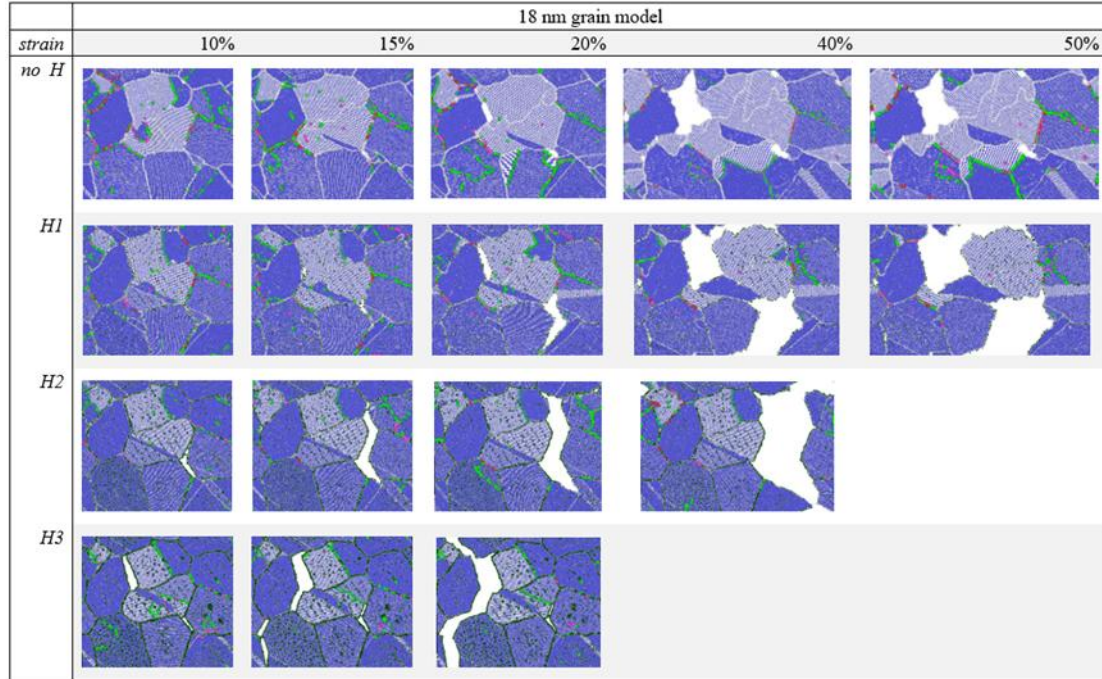 18 nm grain model
strain 10% 15% 20% 40% 50%
no H
H1
H2
H3